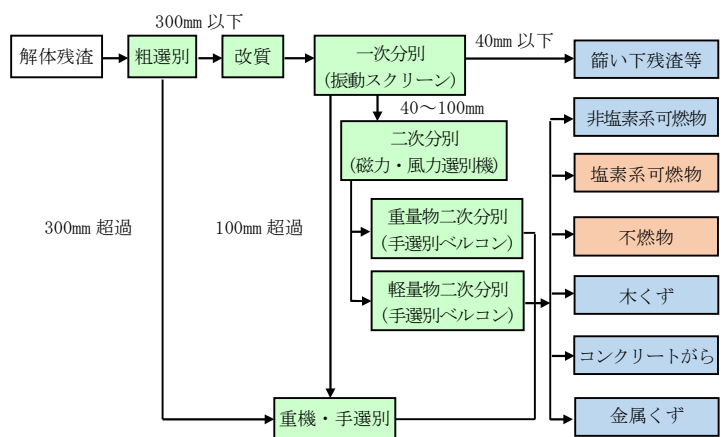 300mm 以下
解体残渣
粗選別
改質
一次分別
(振動スクリーン)
40mm 以下
篩い下残渣等
40～100mm
二次分別
(磁力・風力選別機)
非塩素系可燃物
塩素系可燃物
300mm 超過
100mm 超過
重量物二次分別
(手選別ベルコン)
不燃物
軽量物二次分別
(手選別ベルコン)
木くず
コンクリートがら
重機・手選別
金属くず